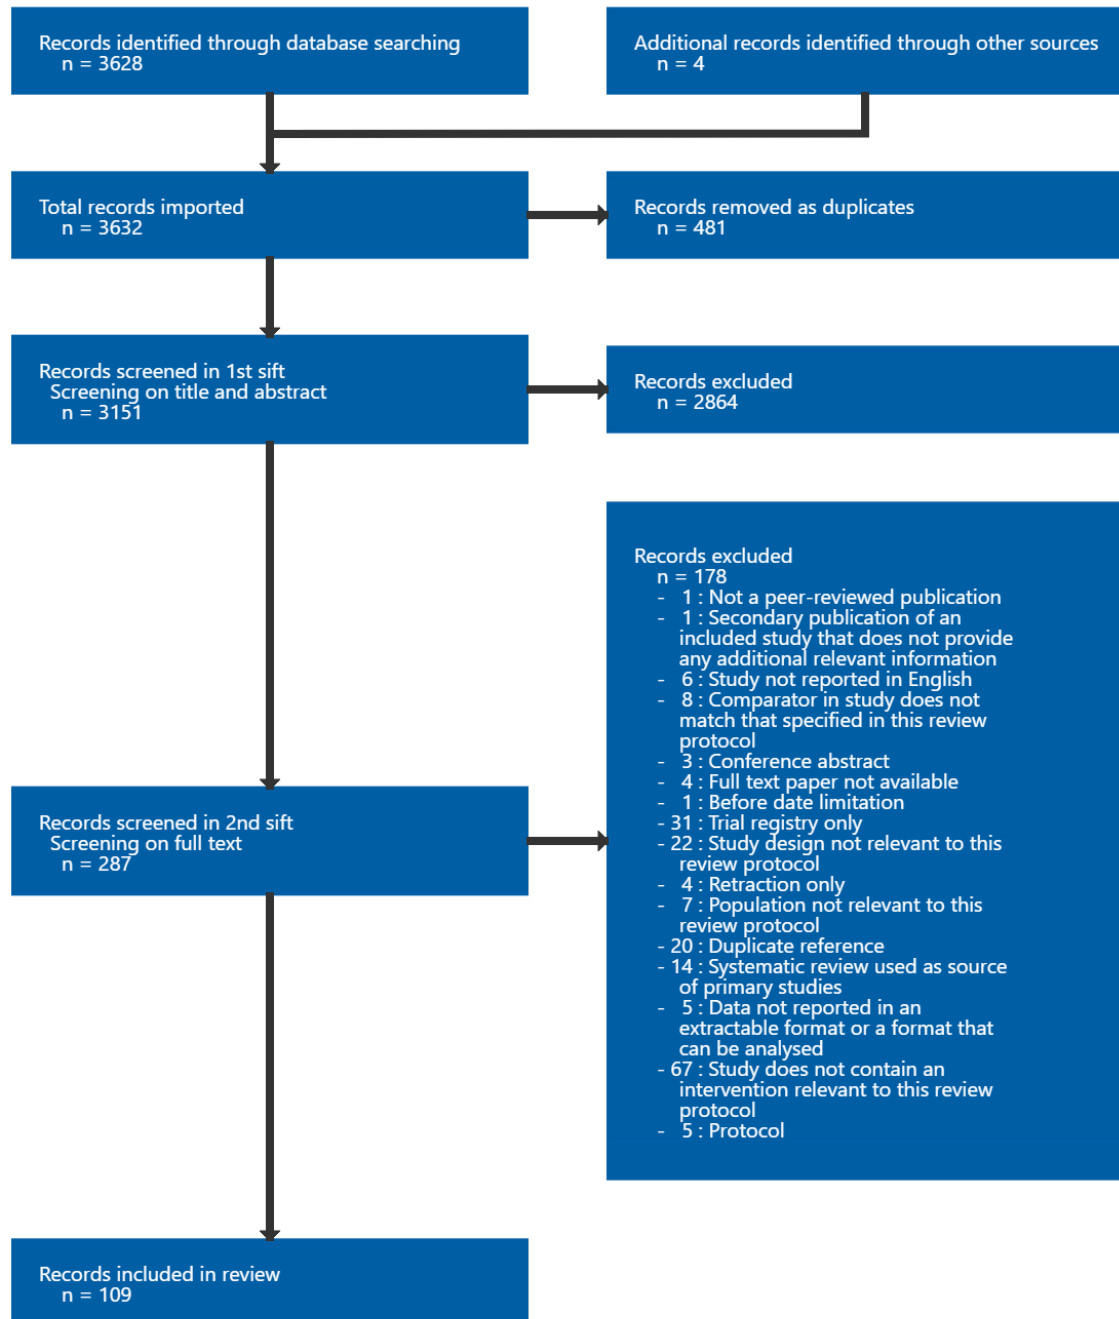 Records identified through database searching
n = 3628
Additional records identified through other sources
n = 4
Total records imported
n = 3632
Records removed as duplicates
n = 481
Records screened in 1st sift
Screening on title and abstract
n = 3151
Records excluded
n = 2864
Records screened in 2nd sift
Screening on full text
n = 287
Records excluded
n = 178
- 1 : Not a peer-reviewed publication
- 1 : Secondary publication of an
included study that does not provide
any additional relevant information
- 6 : Study not reported in English
- 8 : Comparator in study does not
match that specified in this review
protocol
- 3 : Conference abstract
- 4 : Full text paper not available
- 1 : Before date limitation
- 31 : Trial registry only
- 22 : Study design not relevant to this
review protocol
- 4 : Retraction only
- 7 : Population not relevant to this
review protocol
- 20 : Duplicate reference
- 14 : Systematic review used as source
of primary studies
- 5 : Data not reported in an
extractable format or a format that
can be analysed
- 67 : Study does not contain an
intervention relevant to this review
protocol
- 5 : Protocol
Records included in review
n = 109